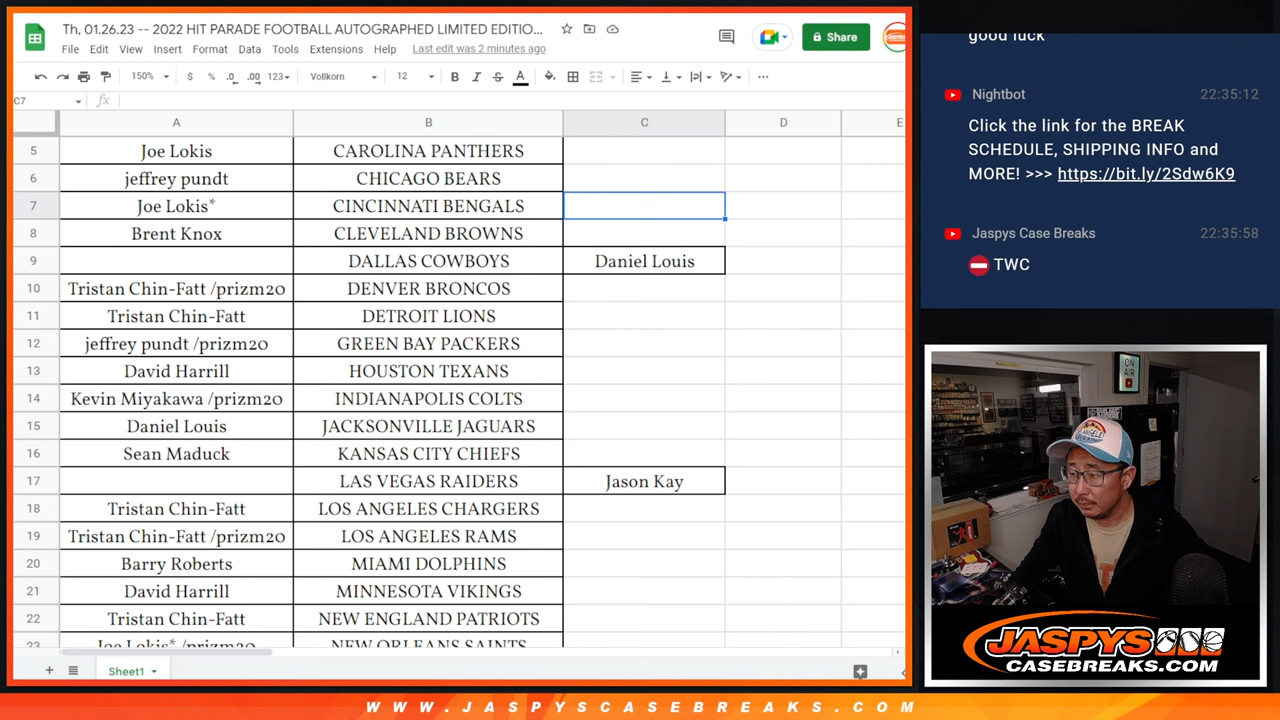 Th, 01.26.23 -- 2022 HIT PARADE FOOTBALL AUTOGRAPHED LIMITED EDITIO...
File Edit View Insert Format Data Tools Extensions Help Last edit was 2 minutes ago
Share
150% $ % .0 .00 123 Vollkorn 12 B I S A
C7 fx
A B C D E
5 Joe Lokis CAROLINA PANTHERS
6 jeffrey pundt CHICAGO BEARS
7 Joe Lokis* CINCINNATI BENGALS
8 Brent Knox CLEVELAND BROWNS
9 DALLAS COWBOYS Daniel Louis
10 Tristan Chin-Fatt /prizm20 DENVER BRONCOS
11 Tristan Chin-Fatt DETROIT LIONS
12 jeffrey pundt /prizm20 GREEN BAY PACKERS
13 David Harrill HOUSTON TEXANS
14 Kevin Miyakawa /prizm20 INDIANAPOLIS COLTS
15 Daniel Louis JACKSONVILLE JAGUARS
16 Sean Maduck KANSAS CITY CHIEFS
17 LAS VEGAS RAIDERS Jason Kay
18 Tristan Chin-Fatt LOS ANGELES CHARGERS
19 Tristan Chin-Fatt /prizm20 LOS ANGELES RAMS
20 Barry Roberts MIAMI DOLPHINS
21 David Harrill MINNESOTA VIKINGS
22 Tristan Chin-Fatt NEW ENGLAND PATRIOTS
23 Joe Lokis* /prizm20 NEW ORLEANS SAINTS
Sheet1
good luck
Nightbot 22:35:12
Click the link for the BREAK
SCHEDULE, SHIPPING INFO and
MORE! >>> https://bit.ly/2Sdw6K9
Jaspys Case Breaks 22:35:58
TWC
ON
AIR
JASPYS
CASEBREAKS.COM
WWW.JASPYSCASEBREAKS.COM